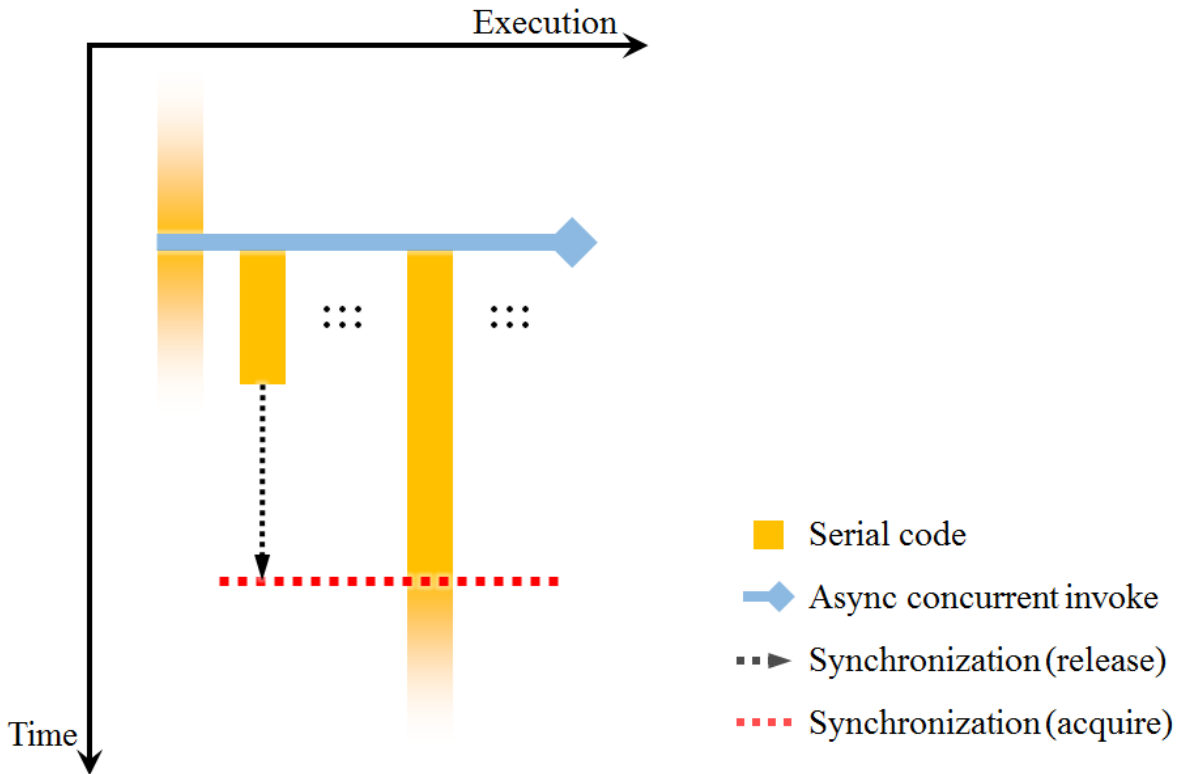 Execution
Serial code
Async concurrent invoke
Synchronization (release)
Synchronization (acquire)
Time